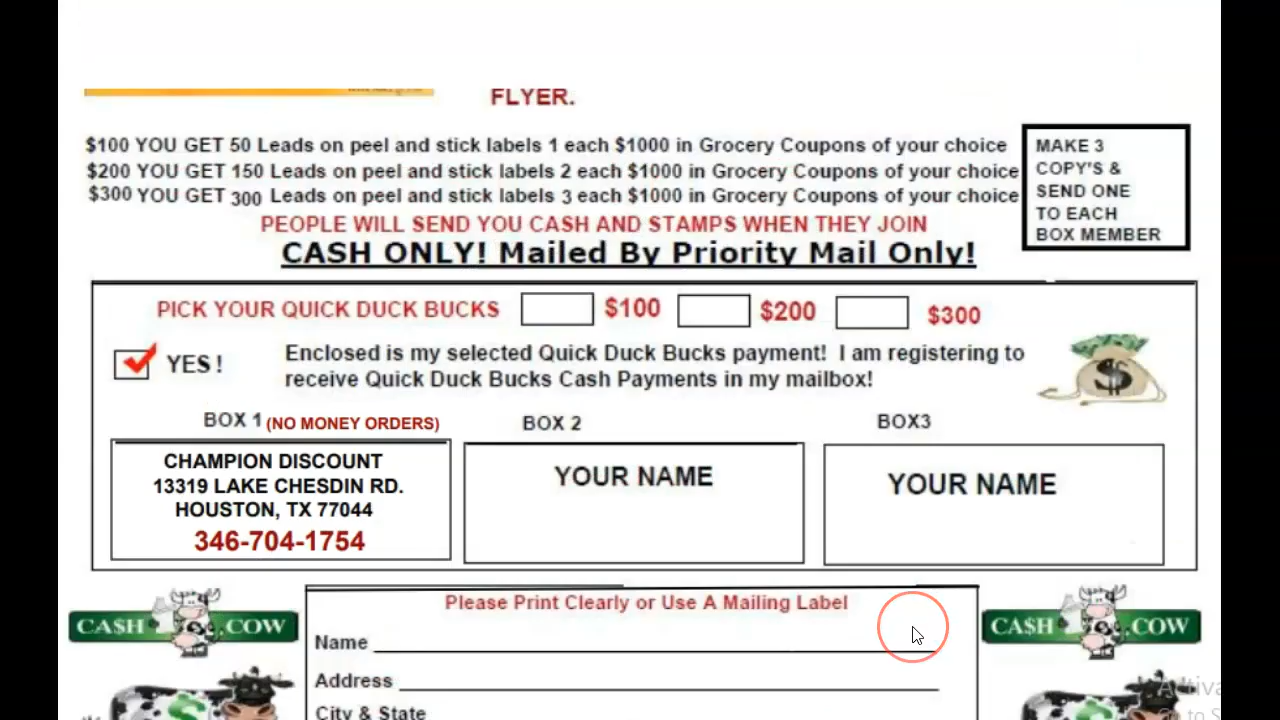 FLYER.
$100 YOU GET 50 Leads on peel and stick labels 1 each $1000 in Grocery Coupons of your choice
$200 YOU GET 150 Leads on peel and stick labels 2 each $1000 in Grocery Coupons of your choice
$300 YOU GET 300 Leads on peel and stick labels 3 each $1000 in Grocery Coupons of your choice
MAKE 3
COPY'S &
SEND ONE
TO EACH
BOX MEMBER
PEOPLE WILL SEND YOU CASH AND STAMPS WHEN THEY JOIN
CASH ONLY! Mailed By Priority Mail Only!
PICK YOUR QUICK DUCK BUCKS $100 $200 $300
YES!
Enclosed is my selected Quick Duck Bucks payment! I am registering to
receive Quick Duck Bucks Cash Payments in my mailbox!
$
BOX 1 (NO MONEY ORDERS)
CHAMPION DISCOUNT
13319 LAKE CHESDIN RD.
HOUSTON, TX 77044
346-704-1754
BOX 2
YOUR NAME
BOX3
YOUR NAME
CA$H COW
Please Print Clearly or Use A Mailing Label
Name
Address
City & State
CA$H COW
$
$